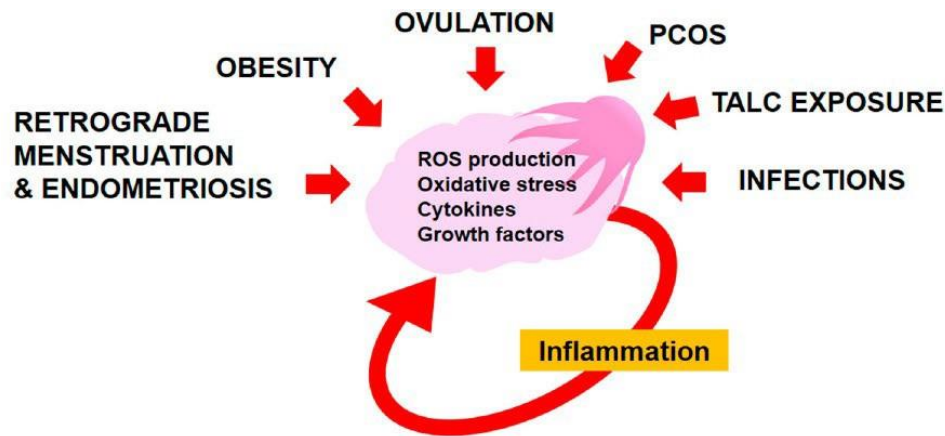 OVULATION
PCOS
OBESITY
TALC EXPOSURE
RETROGRADE
MENSTRUATION
& ENDOMETRIOSIS
INFECTIONS
ROS production
Oxidative stress
Cytokines
Growth factors
Inflammation